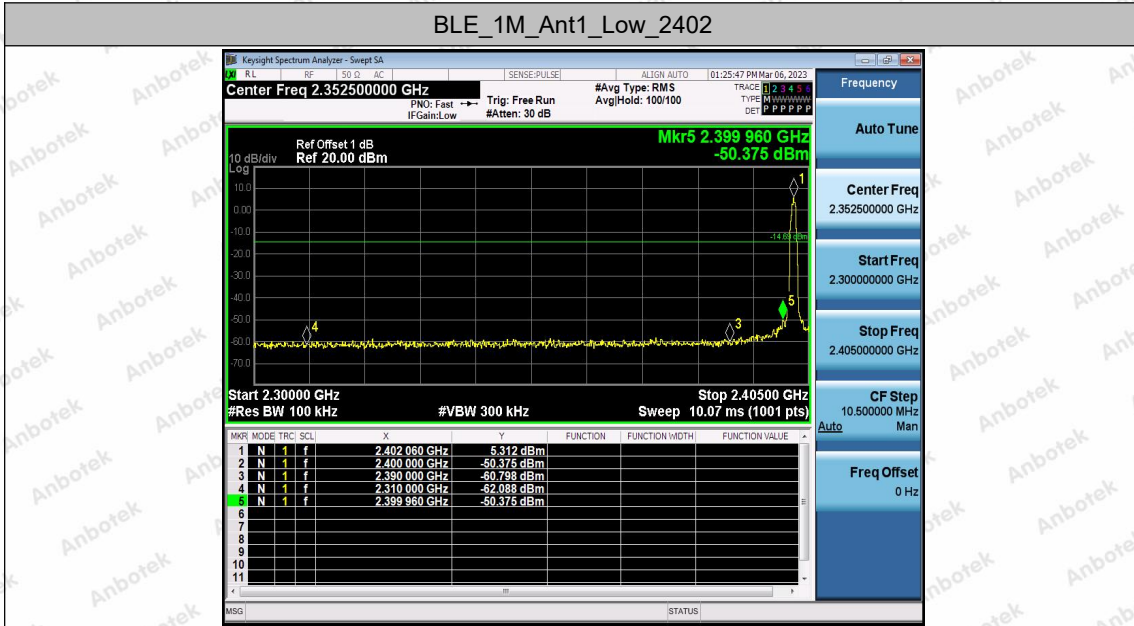 BLE_1M_Ant1_Low_2402
Keysight Spectrum Analyzer - Swept SA
RL RF 50 Ω AC SENSE:PULSE ALIGN AUTO 01:25:47 PM Mar 06, 2023
Center Freq 2.352500000 GHz
PNO: Fast
IFGain:Low
Trig: Free Run
#Atten: 30 dB
#Avg Type: RMS
Avg|Hold: 100/100
TRACE 1 2 3 4 5 6
TYPE M WWWWW
DET P P P P P P
Frequency
Auto Tune
Center Freq
2.352500000 GHz
Start Freq
2.300000000 GHz
Stop Freq
2.405000000 GHz
CF Step
10.500000 MHz
Auto Man
Freq Offset
0 Hz
Mkr5 2.399 960 GHz
-50.375 dBm
Ref Offset 1 dB
10 dB/div Ref 20.00 dBm
Log
10.0
0.00
-10.0
-20.0
-30.0
-40.0
-50.0
-60.0
-70.0
-14.69 dBm
1
5
3
4
Start 2.30000 GHz Stop 2.40500 GHz
#Res BW 100 kHz #VBW 300 kHz Sweep 10.07 ms (1001 pts)
MKR MODE TRC SCL X Y FUNCTION FUNCTION WIDTH FUNCTION VALUE
1 N 1 f 2.402 060 GHz 5.312 dBm
2 N 1 f 2.400 000 GHz -50.375 dBm
3 N 1 f 2.390 000 GHz -60.798 dBm
4 N 1 f 2.310 000 GHz -62.088 dBm
5 N 1 f 2.399 960 GHz -50.375 dBm
6
7
8
9
10
11
MSG STATUS
Anbotek